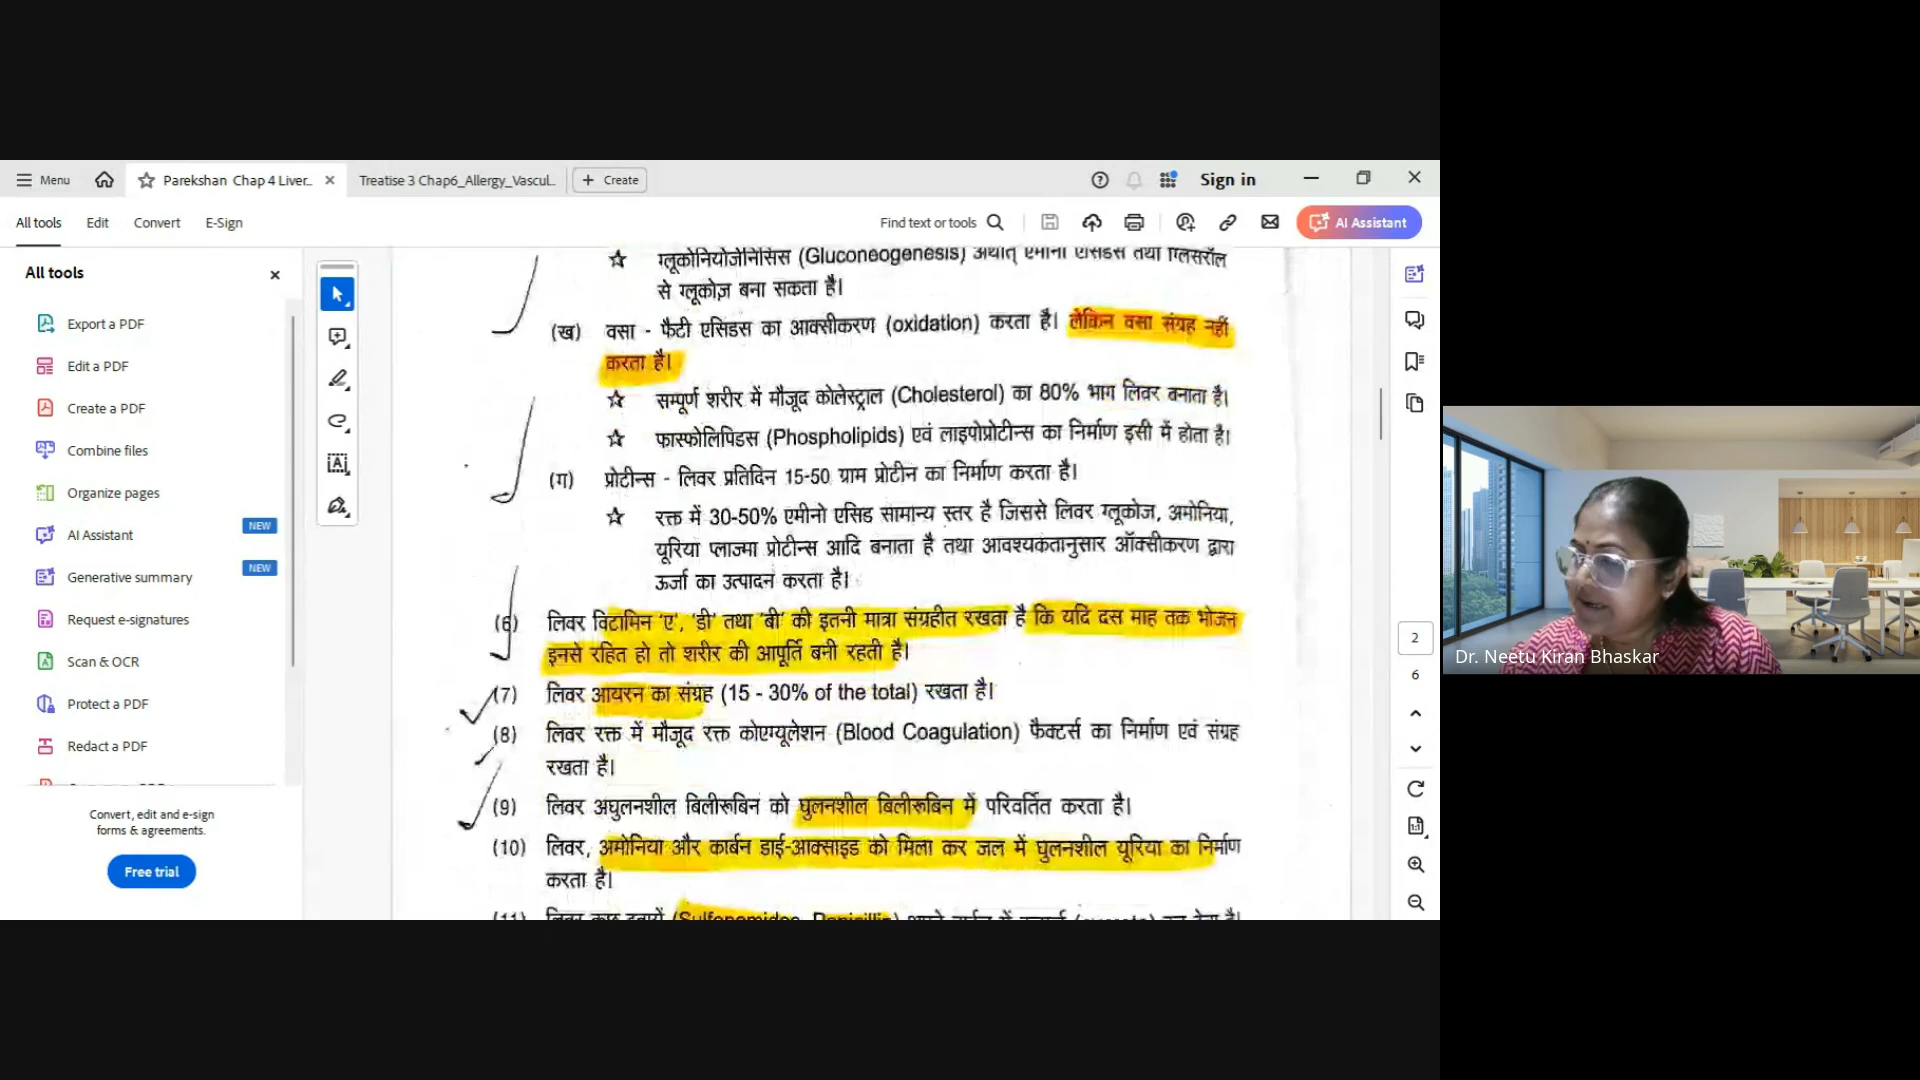 Menu
Parekshan Chap 4 Liver...
Treatise 3 Chap6_Allergy_Vascul...
Create
Sign in
All tools
Edit
Convert
E-Sign
Find text or tools
AI Assistant
All tools
Export a PDF
Edit a PDF
Create a PDF
Combine files
Organize pages
AI Assistant NEW
Generative summary NEW
Request e-signatures
Scan & OCR
Protect a PDF
Redact a PDF
Convert, edit and e-sign
forms & agreements.
Free trial
☆ ग्लूकोनियोजेनिसिस (Gluconeogenesis) अर्थात् एमीनो एसिडस तथा ग्लिसरॉल
से ग्लूकोज़ बना सकता है।
(ख) वसा - फैटी एसिडस का आक्सीकरण (oxidation) करता है। लेकिन वसा संग्रह नहीं
करता है।
☆ सम्पूर्ण शरीर में मौजूद कोलेस्ट्राल (Cholesterol) का 80% भाग लिवर बनाता है।
☆ फास्फोलिपिडस (Phospholipids) एवं लाइपोप्रोटीन्स का निर्माण इसी में होता है।
(ग) प्रोटीन्स - लिवर प्रतिदिन 15-50 ग्राम प्रोटीन का निर्माण करता है।
☆ रक्त में 30-50% एमीनो एसिड सामान्य स्तर है जिससे लिवर ग्लूकोज, अमोनिया,
यूरिया प्लाज्मा प्रोटीन्स आदि बनाता है तथा आवश्यकतानुसार ऑक्सीकरण द्वारा
ऊर्जा का उत्पादन करता है।
(6) लिवर विटामिन 'ए', 'डी' तथा 'बी' की इतनी मात्रा संग्रहीत रखता है कि यदि दस माह तक भोजन
इनसे रहित हो तो शरीर की आपूर्ति बनी रहती है।
(7) लिवर आयरन का संग्रह (15 - 30% of the total) रखता है।
(8) लिवर रक्त में मौजूद रक्त कोएग्यूलेशन (Blood Coagulation) फैक्टर्स का निर्माण एवं संग्रह
रखता है।
(9) लिवर अघुलनशील बिलीरूबिन को घुलनशील बिलीरूबिन में परिवर्तित करता है।
(10) लिवर, अमोनिया और कार्बन डाई-आक्साइड को मिला कर जल में घुलनशील यूरिया का निर्माण
करता है।
(11) लिवर कुछ दवायें (Sulfonamides, Penicillin)
2
6
Dr. Neetu Kiran Bhaskar